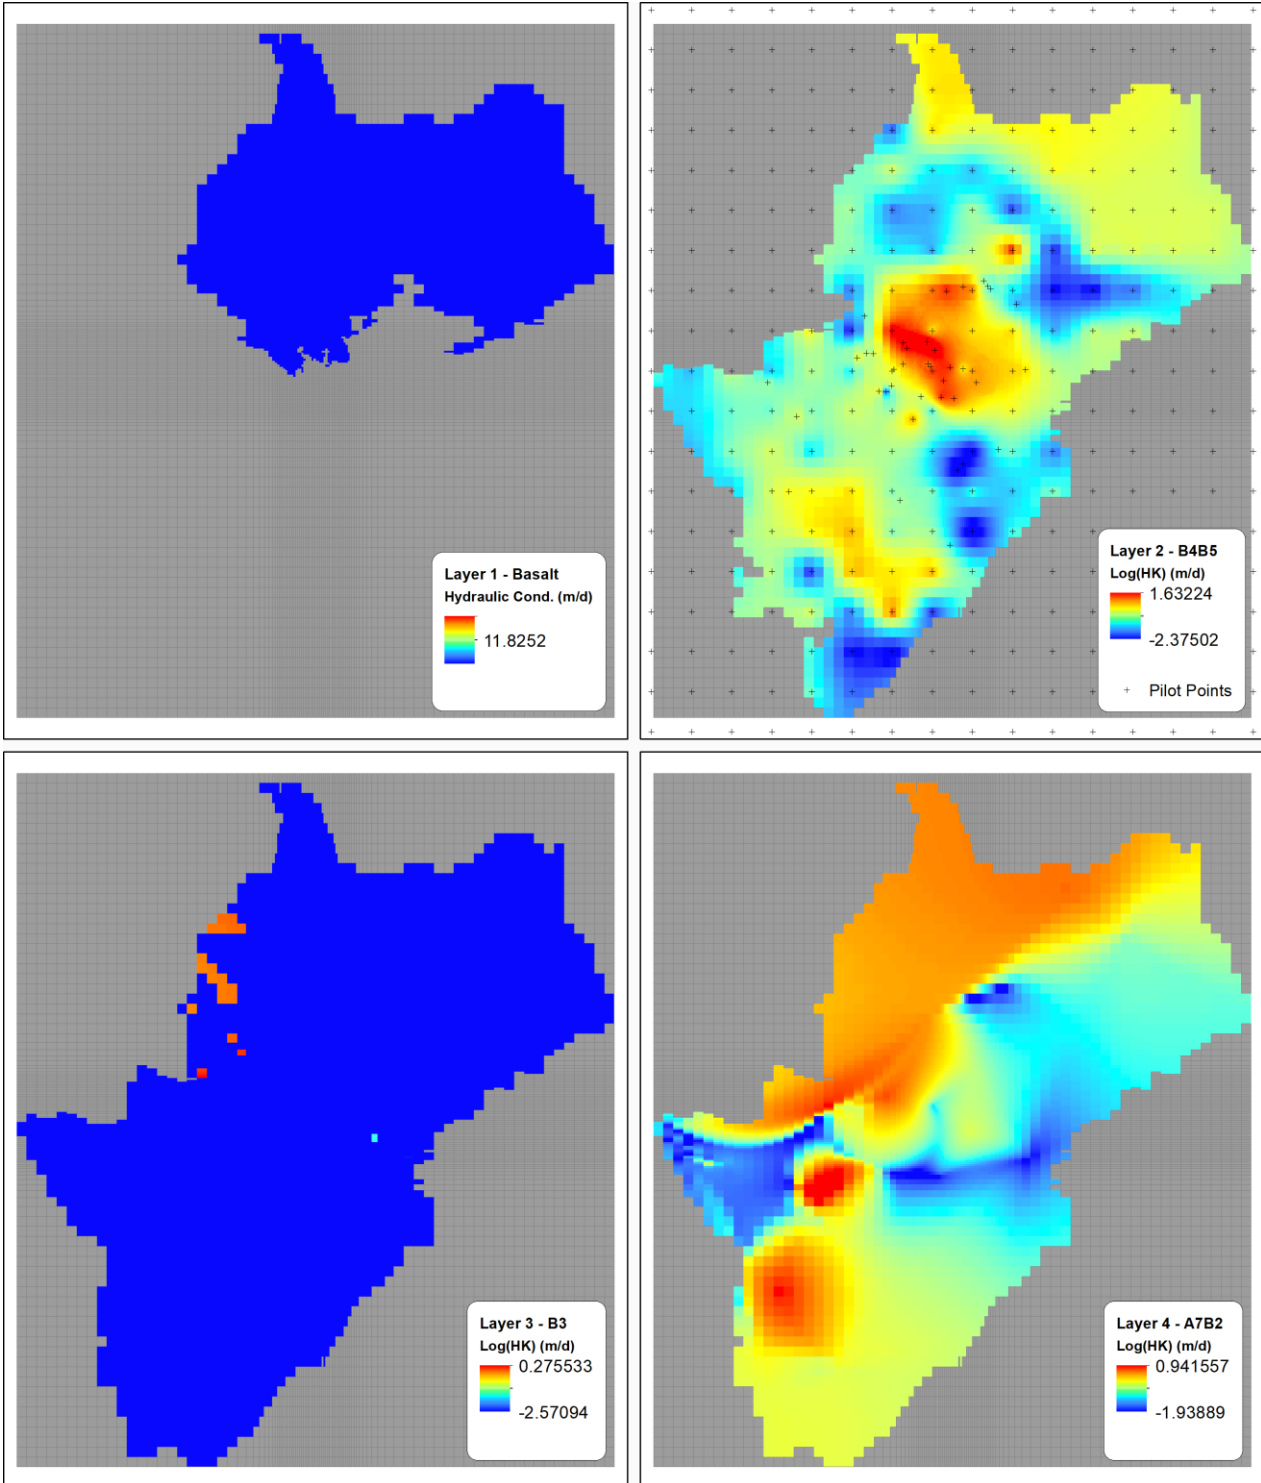 Layer 1 - Basalt
Hydraulic Cond. (m/d)
11.8252
Layer 2 - B4B5
Log(HK) (m/d)
1.63224
-2.37502
Pilot Points
Layer 3 - B3
Log(HK) (m/d)
0.275533
-2.57094
Layer 4 - A7B2
Log(HK) (m/d)
0.941557
-1.93889